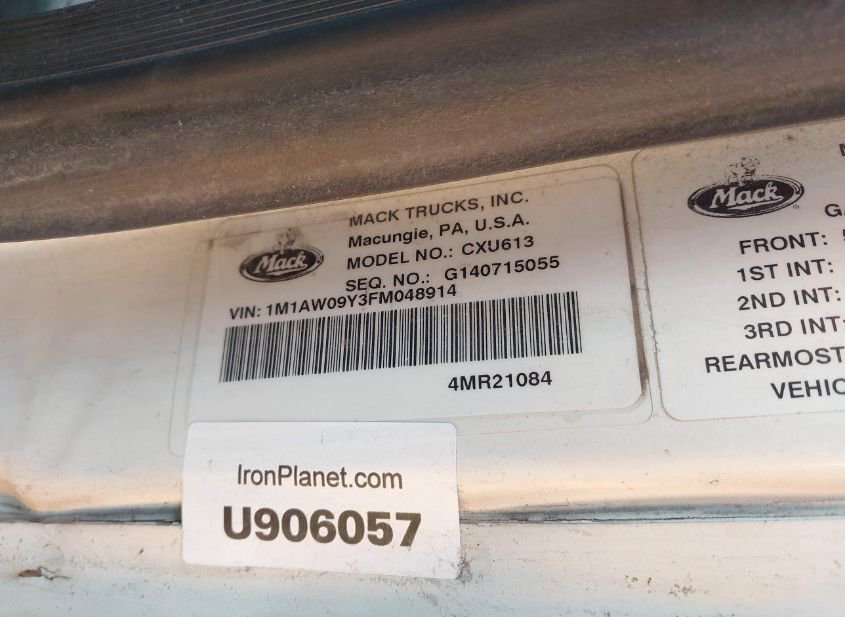 Mack
MACK TRUCKS, INC.
Macungie, PA, U.S.A.
MODEL NO.: CXU613
SEQ. NO.: G140715055
VIN: 1M1AW09Y3FM048914
4MR21084
IronPlanet.com
U906057
Mack
FRONT:
1ST INT:
2ND INT:
3RD INT:
REARMOST